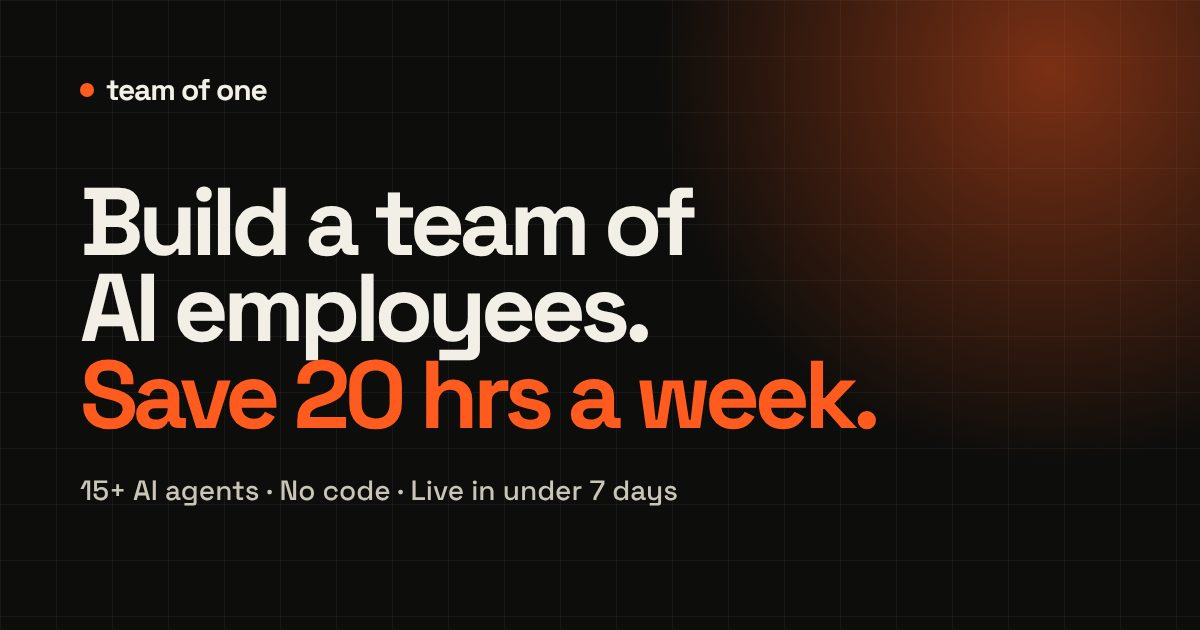 team of one
Build a team of
AI employees.
Save 20 hrs a week.
15+ AI agents · No code · Live in under 7 days